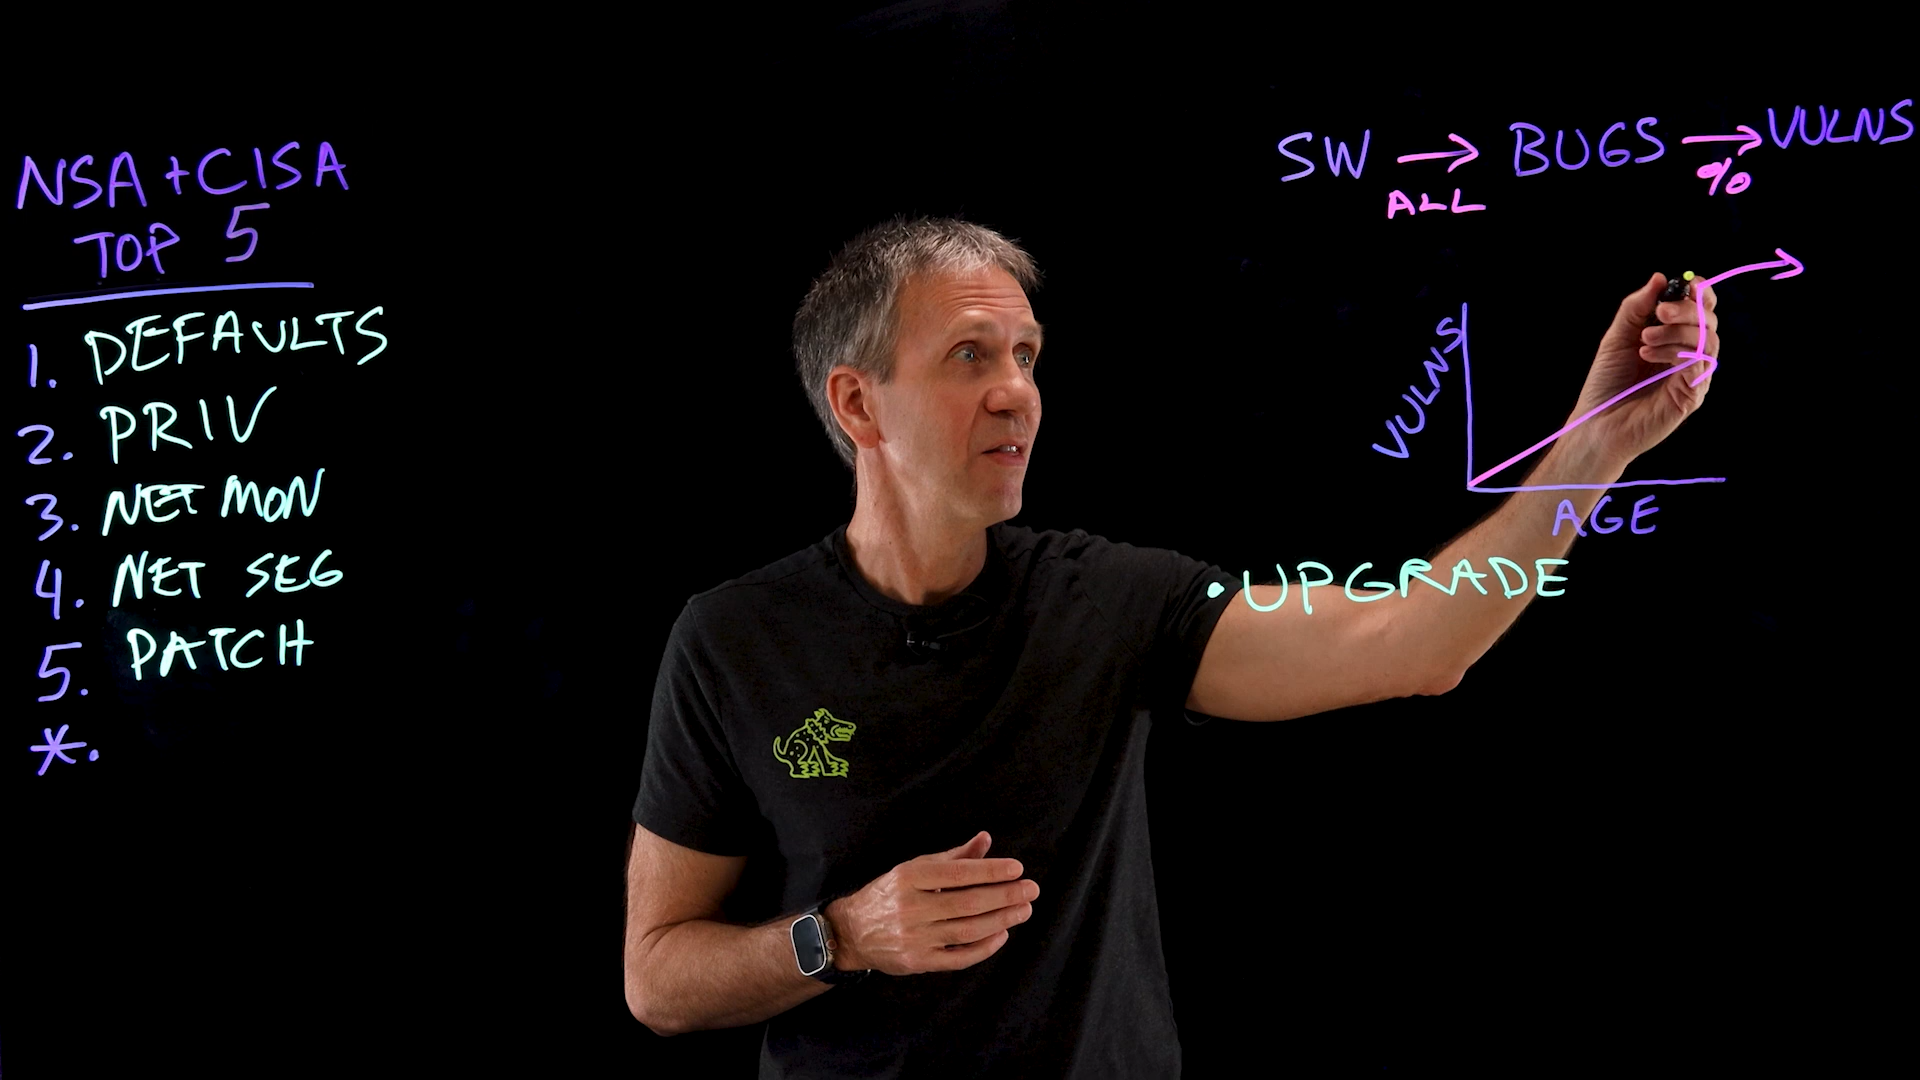 NSA + CISA
TOP 5
1. DEFAULTS
2. PRIV
3. NET MON
4. NET SEG
5. PATCH
*.
SW → BUGS → VULNS
ALL %
VULNS
AGE
• UPGRADE